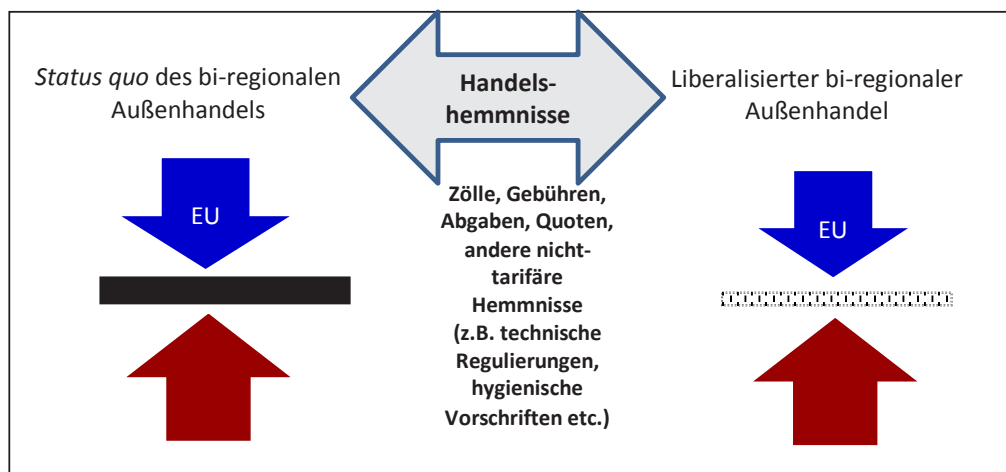 Status quo des bi-regionalen
Außenhandels
EU
Handels-
hemmnisse
Zölle, Gebühren,
Abgaben, Quoten,
andere nicht-
tarifäre
Hemmnisse
(z.B. technische
Regulierungen,
hygienische
Vorschriften etc.)
Liberalisierter bi-regionaler
Außenhandel
EU